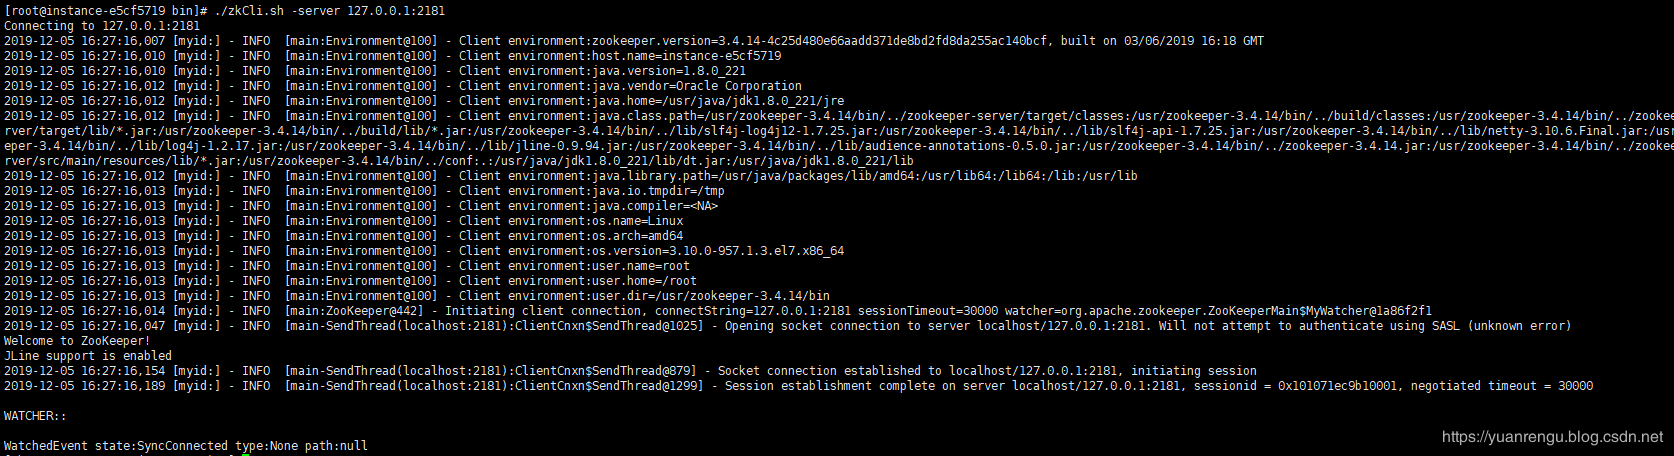 [root@instance-e5cf5719 bin]# ./zkCli.sh -server 127.0.0.1:2181
Connecting to 127.0.0.1:2181
2019-12-05 16:27:16,007 [myid:] - INFO  [main:Environment@100] - Client environment:zookeeper.version=3.4.14-4c25d480e66aadd371de8bd2fd8da255ac140bcf, built on 03/06/2019 16:18 GMT
2019-12-05 16:27:16,010 [myid:] - INFO  [main:Environment@100] - Client environment:host.name=instance-e5cf5719
2019-12-05 16:27:16,010 [myid:] - INFO  [main:Environment@100] - Client environment:java.version=1.8.0_221
2019-12-05 16:27:16,012 [myid:] - INFO  [main:Environment@100] - Client environment:java.vendor=Oracle Corporation
2019-12-05 16:27:16,012 [myid:] - INFO  [main:Environment@100] - Client environment:java.home=/usr/java/jdk1.8.0_221/jre
2019-12-05 16:27:16,012 [myid:] - INFO  [main:Environment@100] - Client environment:java.class.path=/usr/zookeeper-3.4.14/bin/../zookeeper-server/target/classes:/usr/zookeeper-3.4.14/bin/../build/classes:/usr/zookeeper-3.4.14/bin/../zooke
rver/target/lib/*.jar:/usr/zookeeper-3.4.14/bin/../build/lib/*.jar:/usr/zookeeper-3.4.14/bin/../lib/slf4j-log4j12-1.7.25.jar:/usr/zookeeper-3.4.14/bin/../lib/slf4j-api-1.7.25.jar:/usr/zookeeper-3.4.14/bin/../lib/netty-3.10.6.Final.jar:/usr
eper-3.4.14/bin/../lib/log4j-1.2.17.jar:/usr/zookeeper-3.4.14/bin/../lib/jline-0.9.94.jar:/usr/zookeeper-3.4.14/bin/../lib/audience-annotations-0.5.0.jar:/usr/zookeeper-3.4.14/bin/../zookeeper-3.4.14.jar:/usr/zookeeper-3.4.14/bin/../zooke
rver/src/main/resources/lib/*.jar:/usr/zookeeper-3.4.14/bin/../conf:.:/usr/java/jdk1.8.0_221/lib/dt.jar:/usr/java/jdk1.8.0_221/lib
2019-12-05 16:27:16,012 [myid:] - INFO  [main:Environment@100] - Client environment:java.library.path=/usr/java/packages/lib/amd64:/usr/lib64:/lib64:/lib:/usr/lib
2019-12-05 16:27:16,013 [myid:] - INFO  [main:Environment@100] - Client environment:java.io.tmpdir=/tmp
2019-12-05 16:27:16,013 [myid:] - INFO  [main:Environment@100] - Client environment:java.compiler=<NA>
2019-12-05 16:27:16,013 [myid:] - INFO  [main:Environment@100] - Client environment:os.name=Linux
2019-12-05 16:27:16,013 [myid:] - INFO  [main:Environment@100] - Client environment:os.arch=amd64
2019-12-05 16:27:16,013 [myid:] - INFO  [main:Environment@100] - Client environment:os.version=3.10.0-957.1.3.el7.x86_64
2019-12-05 16:27:16,013 [myid:] - INFO  [main:Environment@100] - Client environment:user.name=root
2019-12-05 16:27:16,013 [myid:] - INFO  [main:Environment@100] - Client environment:user.home=/root
2019-12-05 16:27:16,013 [myid:] - INFO  [main:Environment@100] - Client environment:user.dir=/usr/zookeeper-3.4.14/bin
2019-12-05 16:27:16,014 [myid:] - INFO  [main:ZooKeeper@442] - Initiating client connection, connectString=127.0.0.1:2181 sessionTimeout=30000 watcher=org.apache.zookeeper.ZooKeeperMain$MyWatcher@1a86f2f1
2019-12-05 16:27:16,047 [myid:] - INFO  [main-SendThread(localhost:2181):ClientCnxn$SendThread@1025] - Opening socket connection to server localhost/127.0.0.1:2181. Will not attempt to authenticate using SASL (unknown error)
Welcome to ZooKeeper!
JLine support is enabled
2019-12-05 16:27:16,154 [myid:] - INFO  [main-SendThread(localhost:2181):ClientCnxn$SendThread@879] - Socket connection established to localhost/127.0.0.1:2181, initiating session
2019-12-05 16:27:16,189 [myid:] - INFO  [main-SendThread(localhost:2181):ClientCnxn$SendThread@1299] - Session establishment complete on server localhost/127.0.0.1:2181, sessionid = 0x101071ec9b10001, negotiated timeout = 30000
WATCHER::
WatchedEvent state:SyncConnected type:None path:null
https://yuanrengu.blog.csdn.net